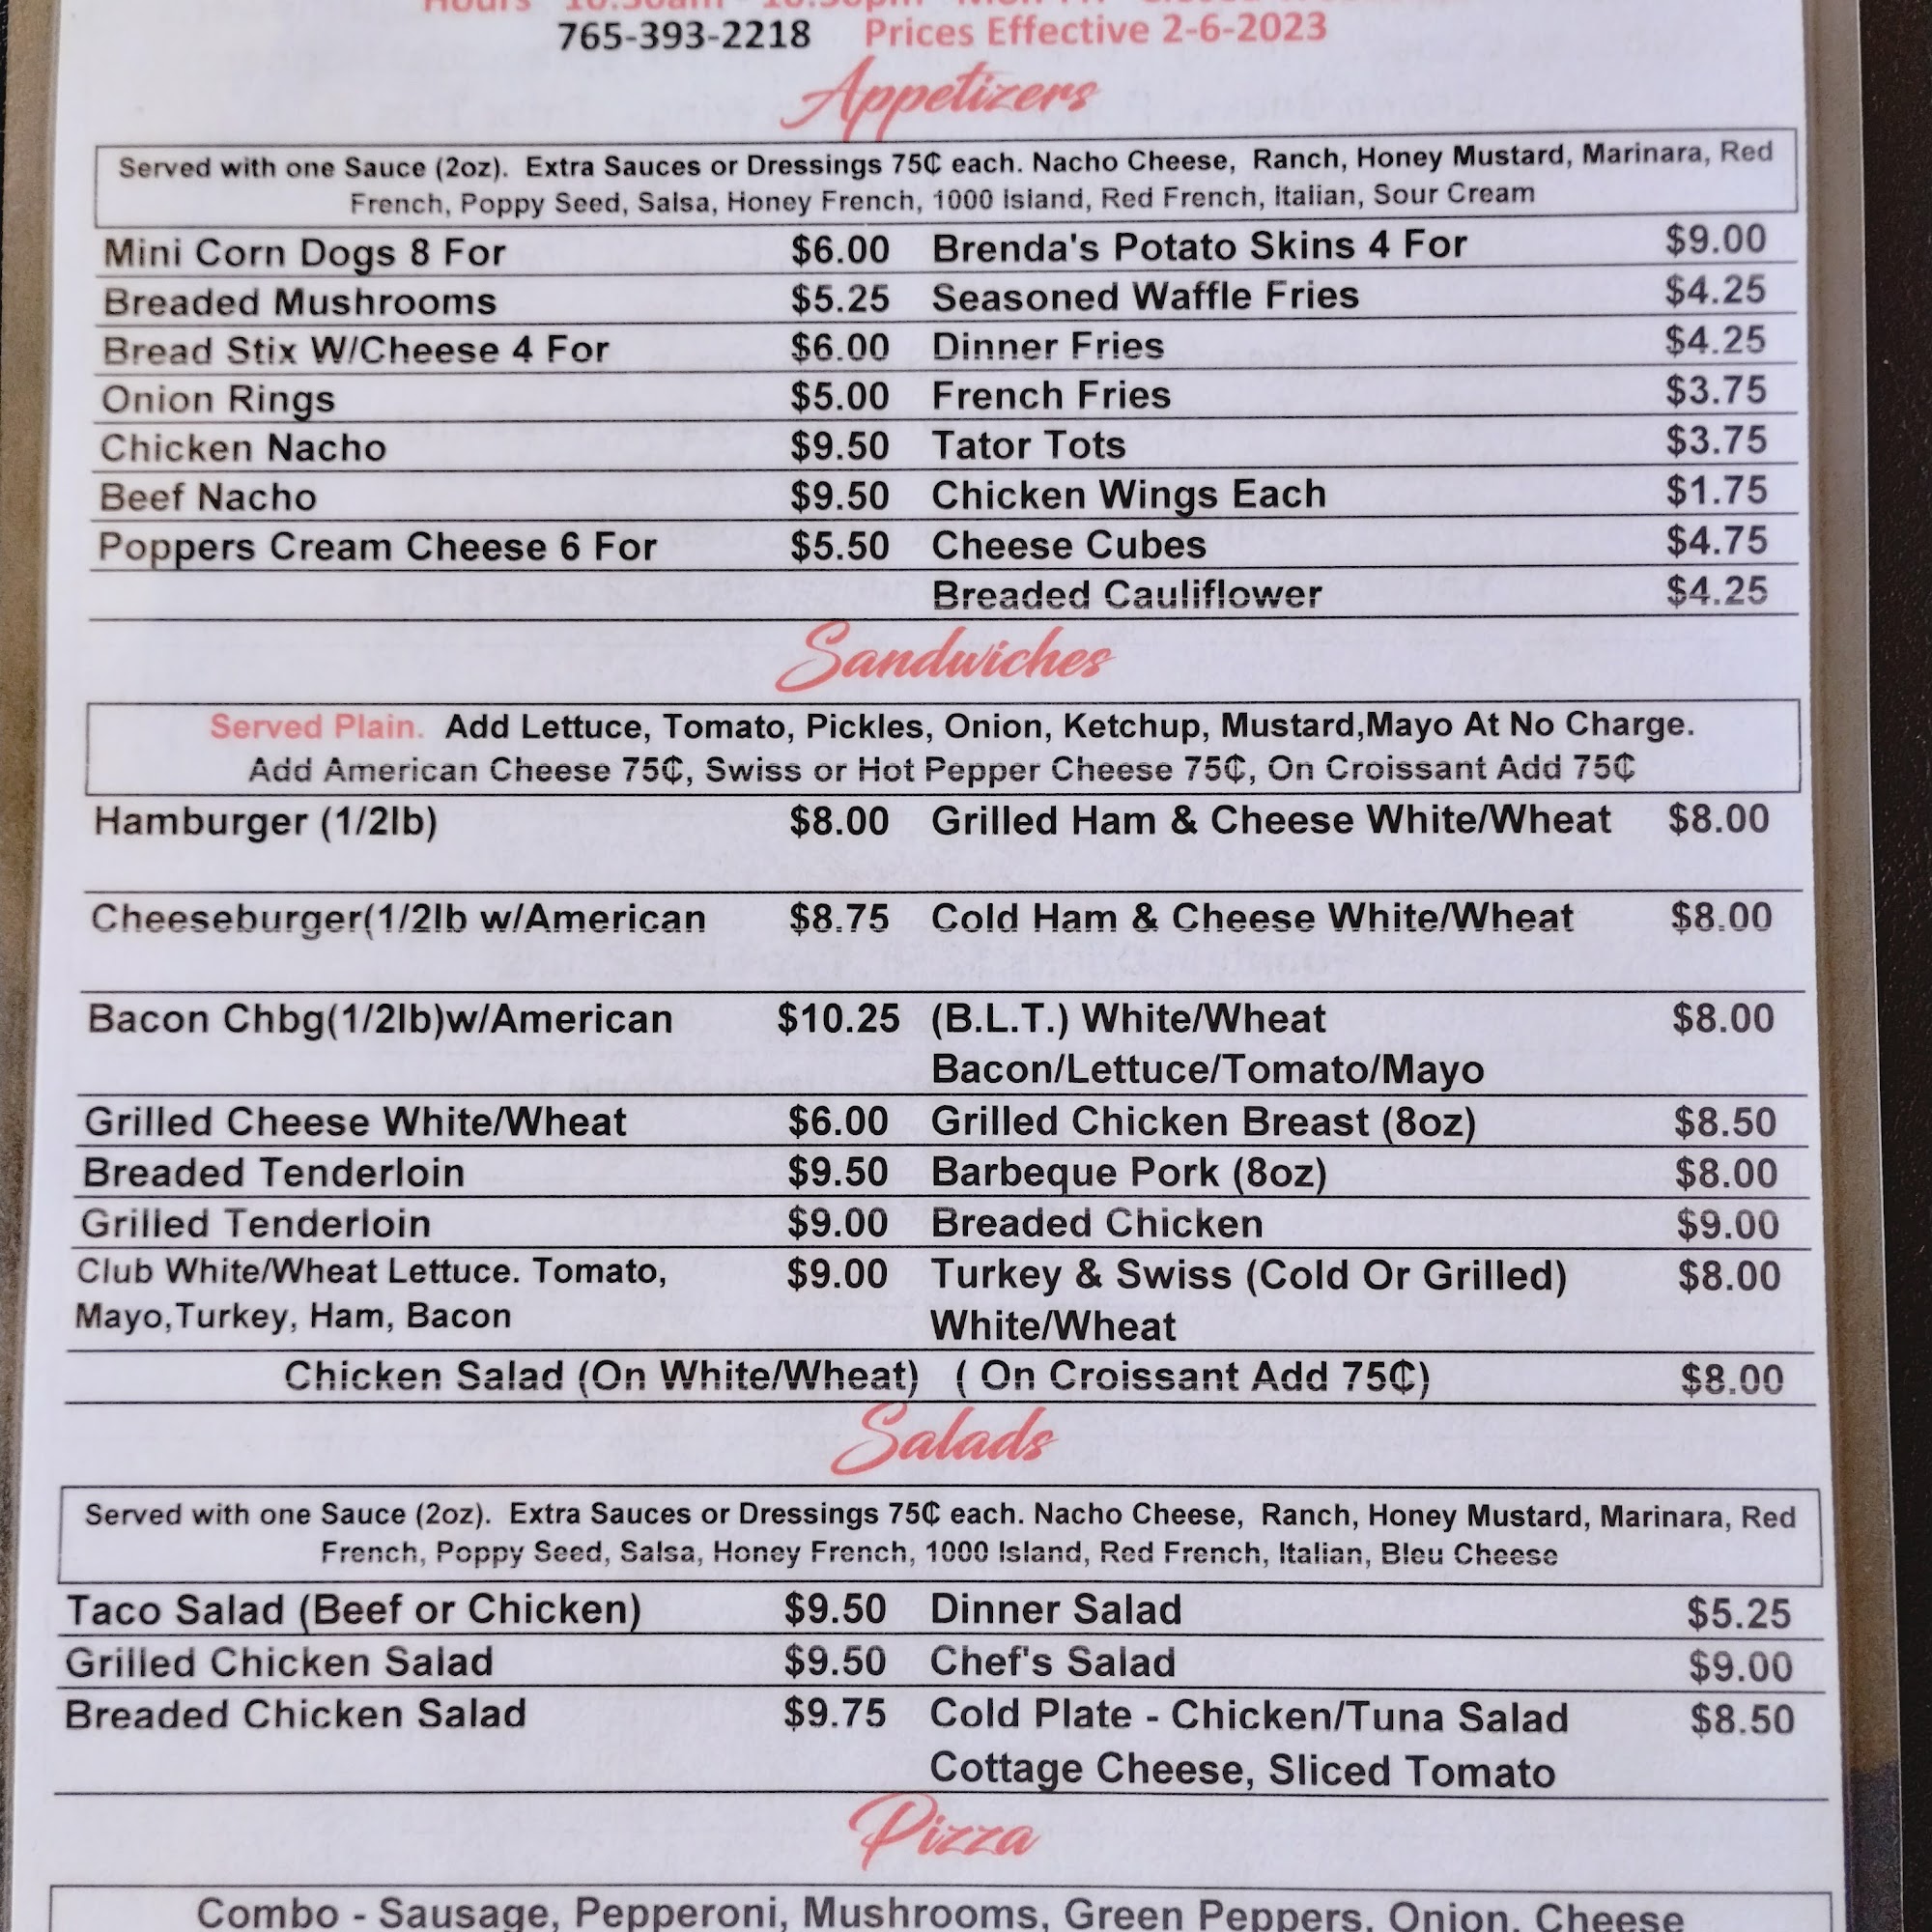 765-393-2218 Prices Effective 2-6-2023
Appetizers
Served with one Sauce (2oz). Extra Sauces or Dressings 75₵ each. Nacho Cheese, Ranch, Honey Mustard, Marinara, Red
French, Poppy Seed, Salsa, Honey French, 1000 Island, Red French, Italian, Sour Cream
Mini Corn Dogs 8 For $6.00 Brenda's Potato Skins 4 For $9.00
Breaded Mushrooms $5.25 Seasoned Waffle Fries $4.25
Bread Stix W/Cheese 4 For $6.00 Dinner Fries $4.25
Onion Rings $5.00 French Fries $3.75
Chicken Nacho $9.50 Tator Tots $3.75
Beef Nacho $9.50 Chicken Wings Each $1.75
Poppers Cream Cheese 6 For $5.50 Cheese Cubes $4.75
Breaded Cauliflower $4.25
Sandwiches
Served Plain. Add Lettuce, Tomato, Pickles, Onion, Ketchup, Mustard,Mayo At No Charge.
Add American Cheese 75₵, Swiss or Hot Pepper Cheese 75₵, On Croissant Add 75₵
Hamburger (1/2lb) $8.00 Grilled Ham & Cheese White/Wheat $8.00
Cheeseburger(1/2lb w/American $8.75 Cold Ham & Cheese White/Wheat $8.00
Bacon Chbg(1/2lb)w/American $10.25 (B.L.T.) White/Wheat $8.00
Bacon/Lettuce/Tomato/Mayo
Grilled Cheese White/Wheat $6.00 Grilled Chicken Breast (8oz) $8.50
Breaded Tenderloin $9.50 Barbeque Pork (8oz) $8.00
Grilled Tenderloin $9.00 Breaded Chicken $9.00
Club White/Wheat Lettuce. Tomato, $9.00 Turkey & Swiss (Cold Or Grilled) $8.00
Mayo,Turkey, Ham, Bacon White/Wheat
Chicken Salad (On White/Wheat) ( On Croissant Add 75₵) $8.00
Salads
Served with one Sauce (2oz). Extra Sauces or Dressings 75₵ each. Nacho Cheese, Ranch, Honey Mustard, Marinara, Red
French, Poppy Seed, Salsa, Honey French, 1000 Island, Red French, Italian, Bleu Cheese
Taco Salad (Beef or Chicken) $9.50 Dinner Salad $5.25
Grilled Chicken Salad $9.50 Chef's Salad $9.00
Breaded Chicken Salad $9.75 Cold Plate - Chicken/Tuna Salad $8.50
Cottage Cheese, Sliced Tomato
Pizza
Combo - Sausage, Pepperoni, Mushrooms, Green Peppers, Onion, Cheese